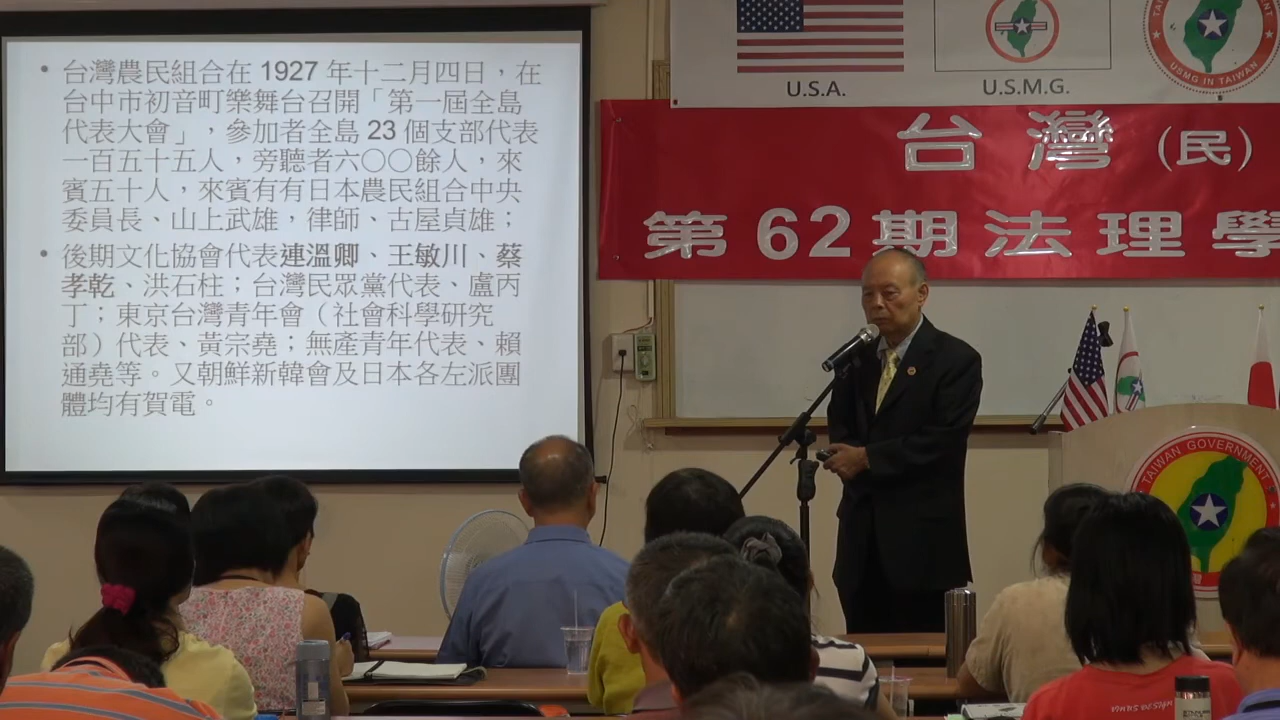 • 台灣農民組合在 1927 年十二月四日，在
台中市初音町樂舞台召開「第一屆全島
代表大會」，參加者全島 23 個支部代表
一百五十五人，旁聽者六〇〇餘人，來
賓五十人，來賓有有日本農民組合中央
委員長、山上武雄，律師、古屋貞雄；
• 後期文化協會代表連溫卿、王敏川、蔡
孝乾、洪石柱；台灣民眾黨代表、盧丙
丁；東京台灣青年會（社會科學研究
部）代表、黃宗堯；無產青年代表、賴
通堯等。又朝鮮新韓會及日本各左派團
體均有賀電。
U.S.A.
U.S.M.G.
TAIWAN GOVERNMENT
USMG IN TAIWAN
台灣(民)
第62期法理學
TAIWAN GOVERNMENT